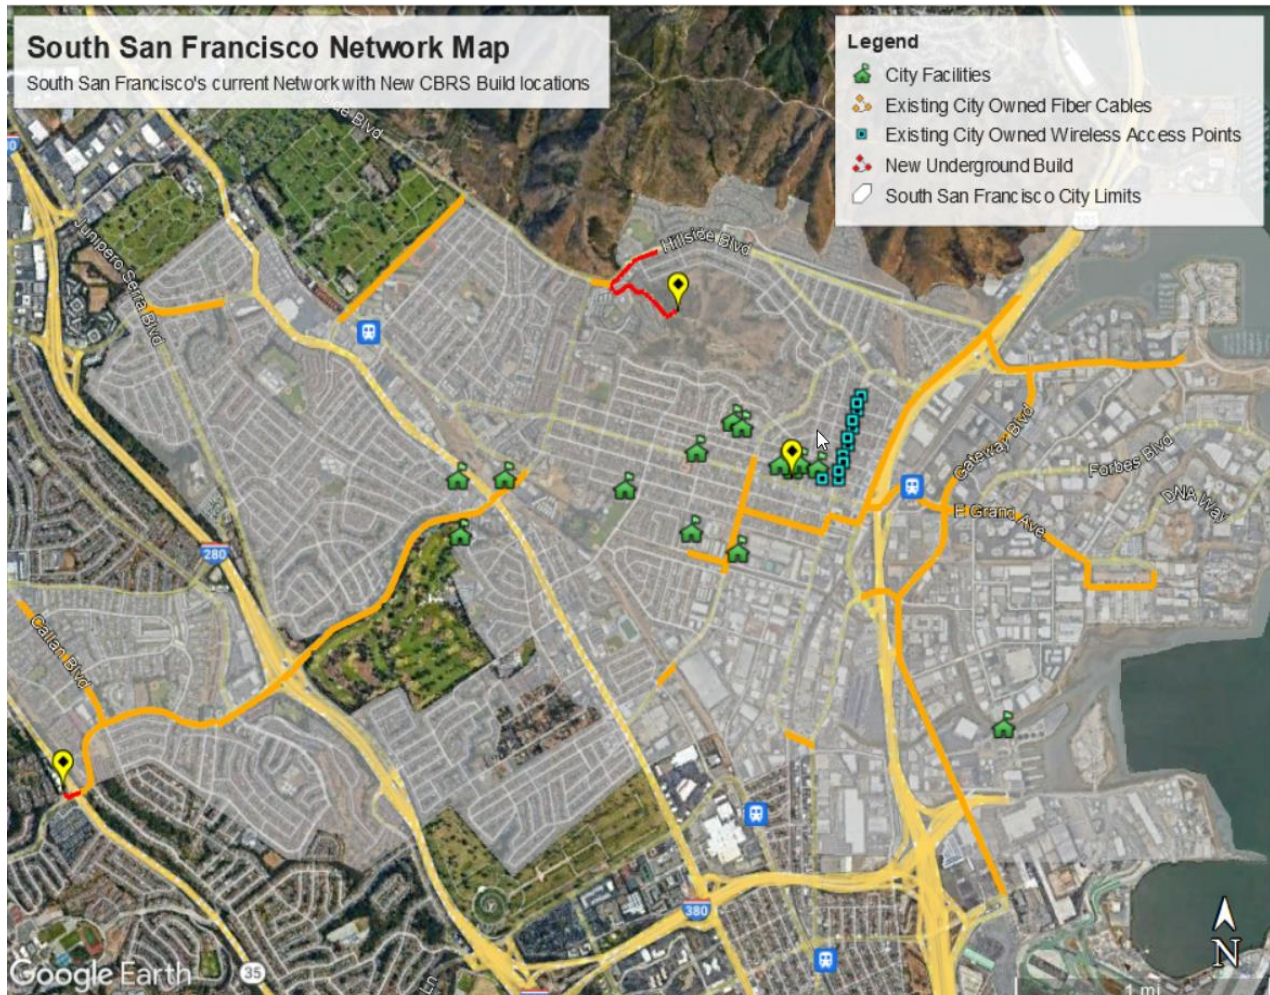 South San Francisco Network Map
South San Francisco's current Network with New CBRS Build locations
Legend
City Facilities
Existing City Owned Fiber Cables
Existing City Owned Wireless Access Points
New Underground Build
South San Francisco City Limits
Blvd
Junipero Serra Blvd
Hillside Blvd
Gateway Blvd
Forbes Blvd
DNA Way
E Grand Ave
280
Callan Blvd
380
35
Ln
Google Earth
N
1 mi